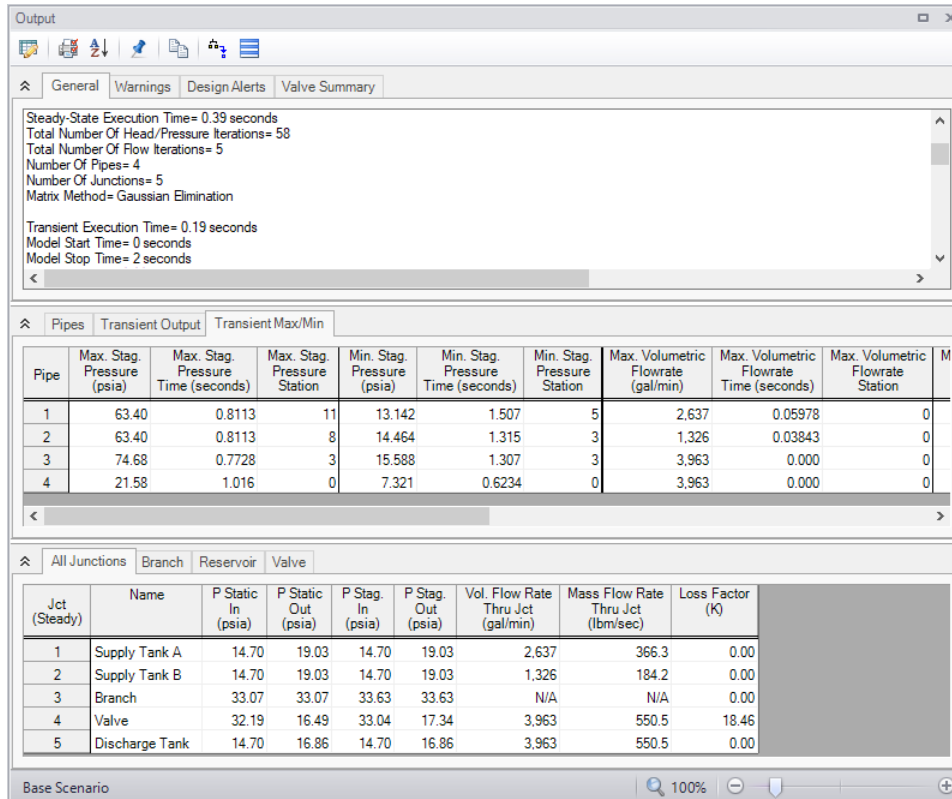 Output
General Warnings Design Alerts Valve Summary
Steady-State Execution Time= 0.39 seconds
Total Number Of Head/Pressure Iterations= 58
Total Number Of Flow Iterations= 5
Number Of Pipes= 4
Number Of Junctions= 5
Matrix Method= Gaussian Elimination
Transient Execution Time= 0.19 seconds
Model Start Time= 0 seconds
Model Stop Time= 2 seconds
Pipes Transient Output Transient Max/Min
Pipe Max. Stag. Pressure (psia) Max. Stag. Pressure Time (seconds) Max. Stag. Pressure Station Min. Stag. Pressure (psia) Min. Stag. Pressure Time (seconds) Min. Stag. Pressure Station Max. Volumetric Flowrate (gal/min) Max. Volumetric Flowrate Time (seconds) Max. Volumetric Flowrate Station M
1 63.40 0.8113 11 13.142 1.507 5 2,637 0.05978 0
2 63.40 0.8113 8 14.464 1.315 3 1,326 0.03843 0
3 74.68 0.7728 3 15.588 1.307 3 3,963 0.000 0
4 21.58 1.016 0 7.321 0.6234 0 3,963 0.000 0
All Junctions Branch Reservoir Valve
Jct (Steady) Name P Static In (psia) P Static Out (psia) P Stag. In (psia) P Stag. Out (psia) Vol. Flow Rate Thru Jct (gal/min) Mass Flow Rate Thru Jct (lbm/sec) Loss Factor (K)
1 Supply Tank A 14.70 19.03 14.70 19.03 2,637 366.3 0.00
2 Supply Tank B 14.70 19.03 14.70 19.03 1,326 184.2 0.00
3 Branch 33.07 33.07 33.63 33.63 N/A N/A 0.00
4 Valve 32.19 16.49 33.04 17.34 3,963 550.5 18.46
5 Discharge Tank 14.70 16.86 14.70 16.86 3,963 550.5 0.00
Base Scenario 100%